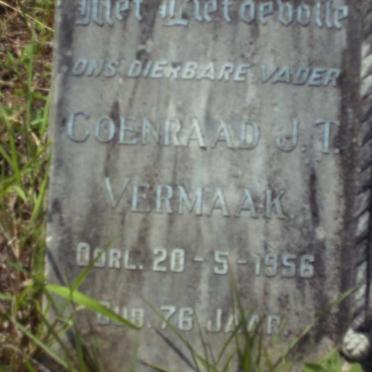 Met Liefdevolle
ONS DIERBARE VADER
COENRAAD J.T.
VERMAAK
OORL. 20-5-1956
OUD. 76 JAAR.